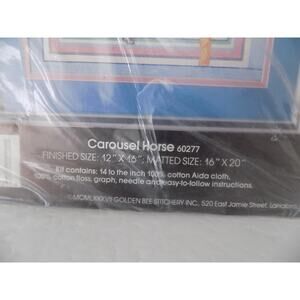 Carousel Horse 60277
FINISHED SIZE: 12" X 16"; MATTED SIZE: 16" X 20"
Kit contains: 14 to the inch 100% cotton Aida cloth,
100% cotton floss, graph, needle and easy-to-follow instructions.
©MCMLXXXVII GOLDEN BEE STITCHERY INC., 520 East Jamie Street,